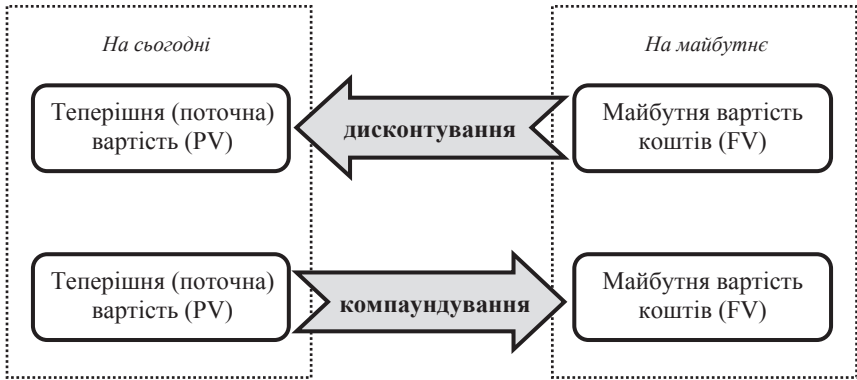 На сьогодні
На майбутнє
Теперішня (поточна)
вартість (PV)
дисконтування
Майбутня вартість
коштів (FV)
Теперішня (поточна)
вартість (PV)
компаундування
Майбутня вартість
коштів (FV)